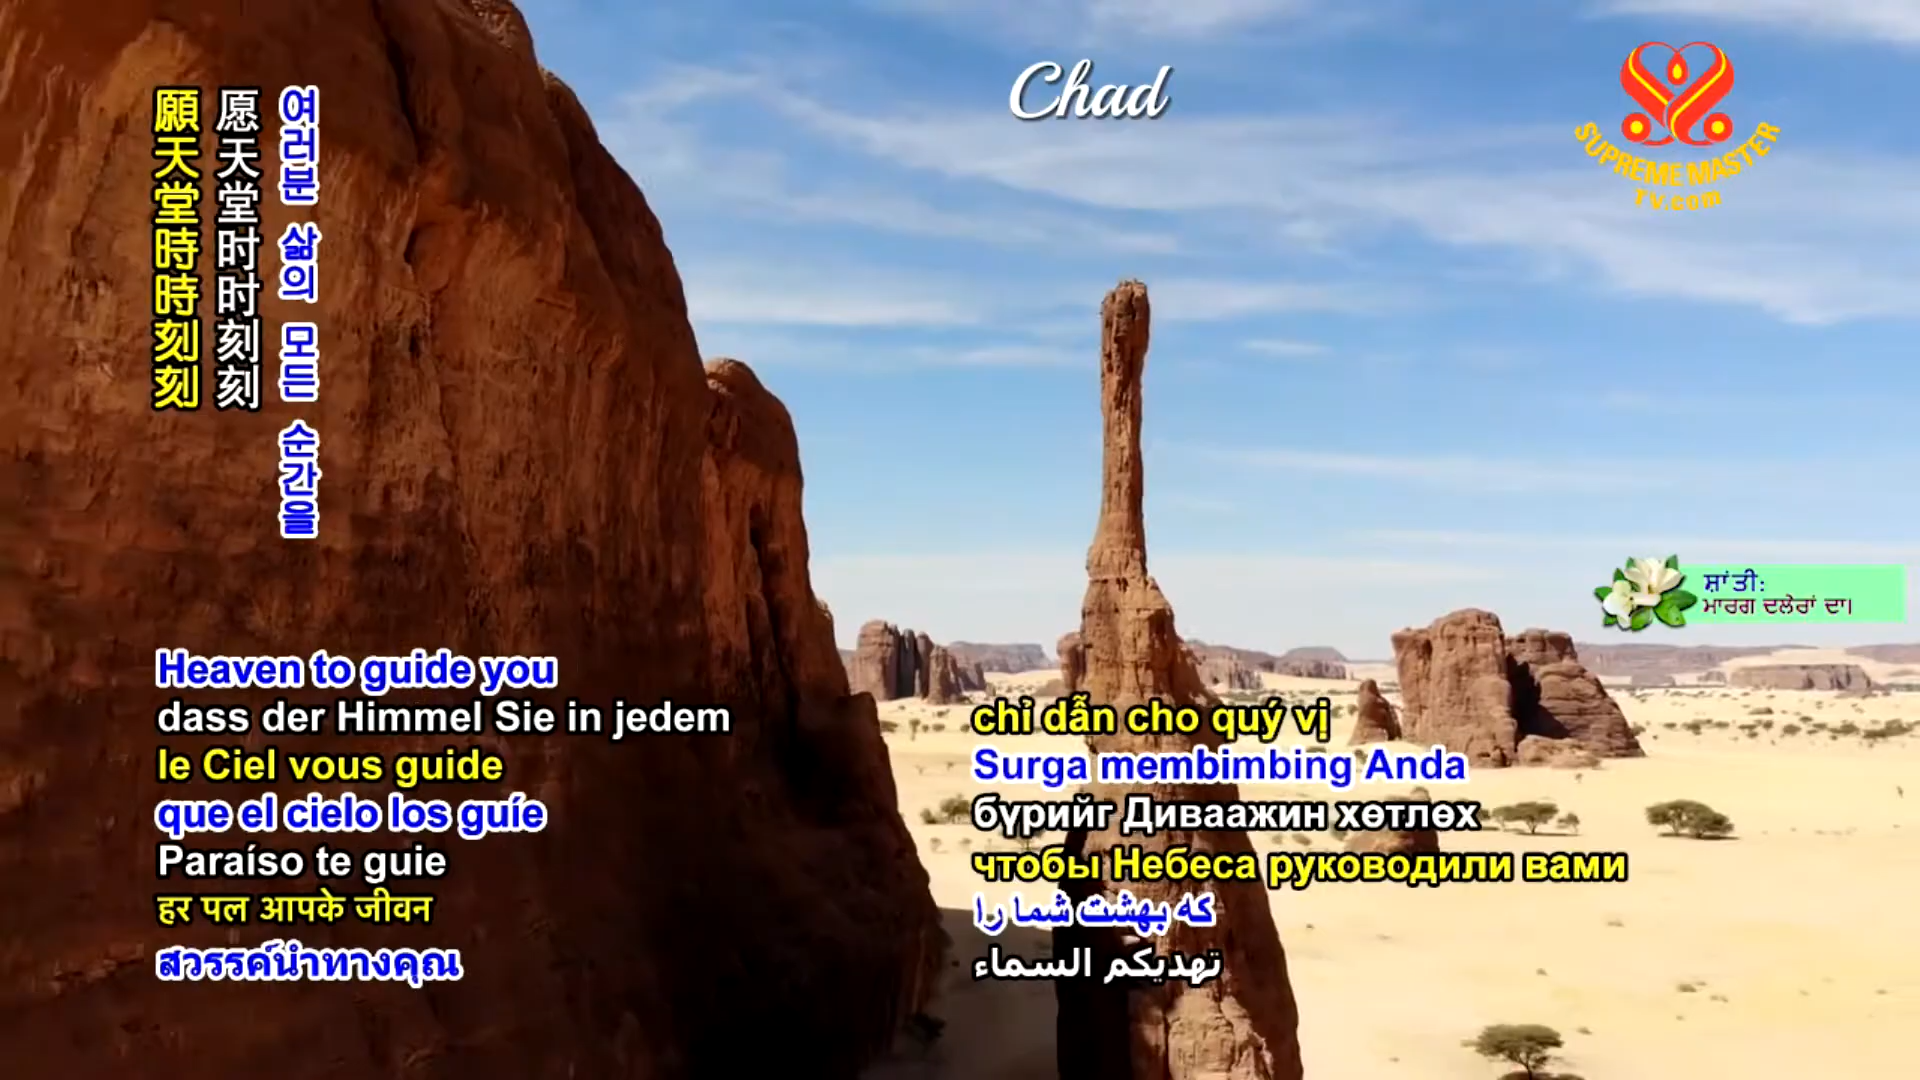 Chad
SUPREME MASTER
TV.com
願天堂時時刻刻
愿天堂时时刻刻
여러분 삶의 모든 순간을
ਸ਼ਾਂਤੀ:
ਮਾਰਗ ਦਲੇਰਾਂ ਦਾ।
Heaven to guide you
dass der Himmel Sie in jedem
le Ciel vous guide
que el cielo los guíe
Paraíso te guie
हर पल आपके जीवन
สวรรค์นำทางคุณ
chỉ dẫn cho quý vị
Surga membimbing Anda
бүрийг Диваажин хөтлөх
чтобы Небеса руководили вами
که بهشت شما را
تهديكم السماء